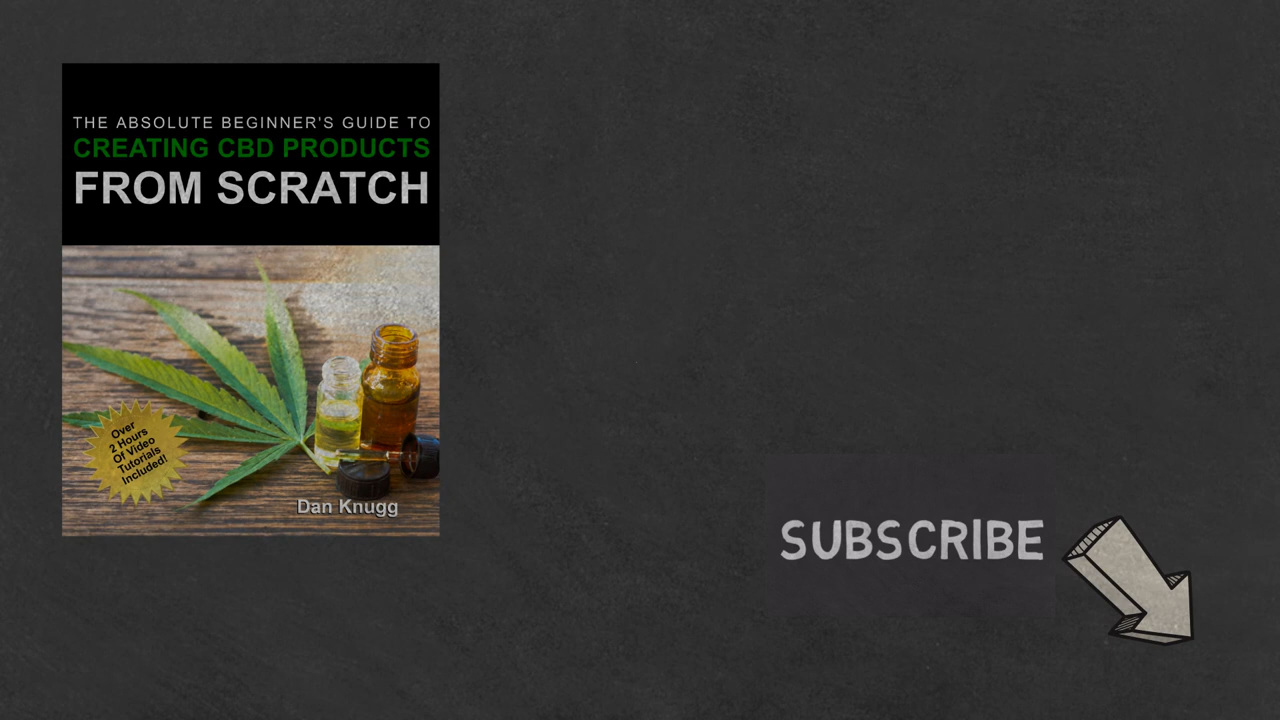 THE ABSOLUTE BEGINNER'S GUIDE TO
CREATING CBD PRODUCTS
FROM SCRATCH
Over
2 Hours
Of Video
Tutorials
Included!
Dan Knugg
SUBSCRIBE